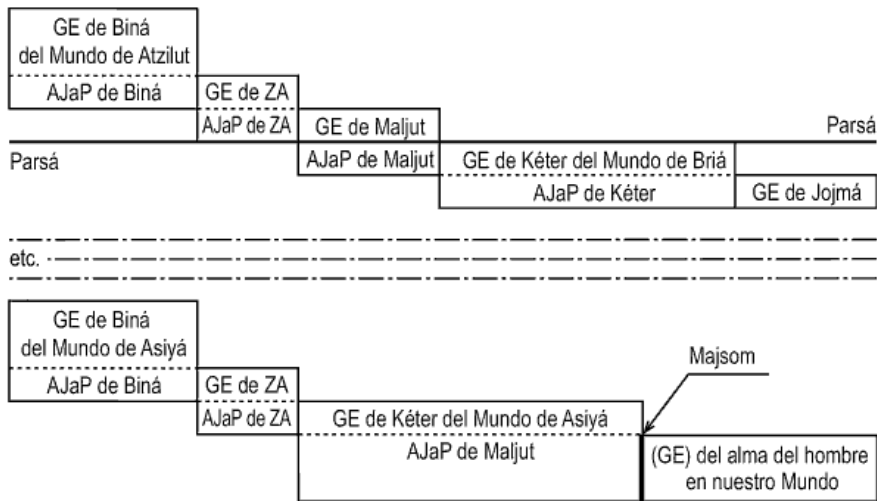 GE de Biná
del Mundo de Atzilut
AJaP de Biná
GE de ZA
AJaP de ZA
GE de Maljut
Parsá
Parsá
AJaP de Maljut
GE de Kéter del Mundo de Briá
AJaP de Kéter
GE de Jojmá
etc.
GE de Biná
del Mundo de Asiyá
AJaP de Biná
GE de ZA
AJaP de ZA
GE de Kéter del Mundo de Asiyá
AJaP de Maljut
Majsom
(GE) del alma del hombre
en nuestro Mundo